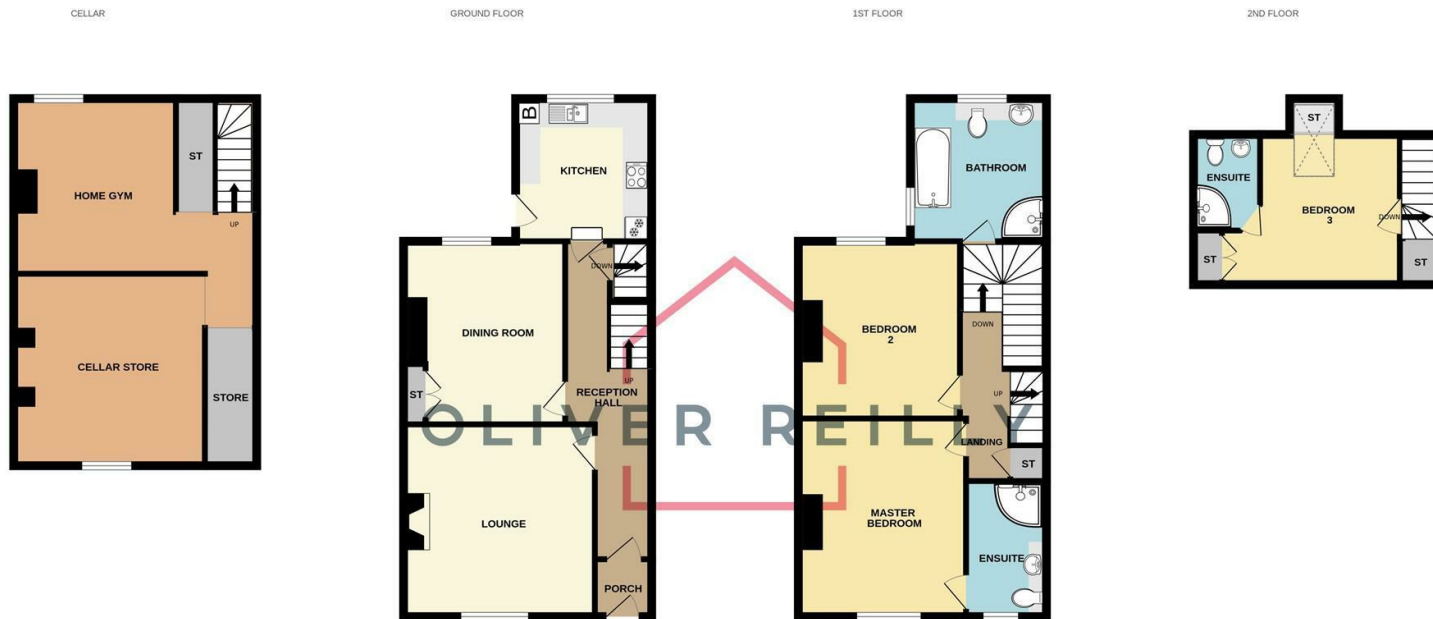 CELLAR
GROUND FLOOR
1ST FLOOR
2ND FLOOR
ST
HOME GYM
UP
CELLAR STORE
STORE
B
KITCHEN
DOWN
DINING ROOM
UP
ST
RECEPTION
HALL
LOUNGE
PORCH
BATHROOM
DOWN
BEDROOM
2
UP
LANDING
ST
MASTER
BEDROOM
ENSUITE
ST
ENSUITE
BEDROOM
3
DOWN
ST
ST
OLIVER REILLY